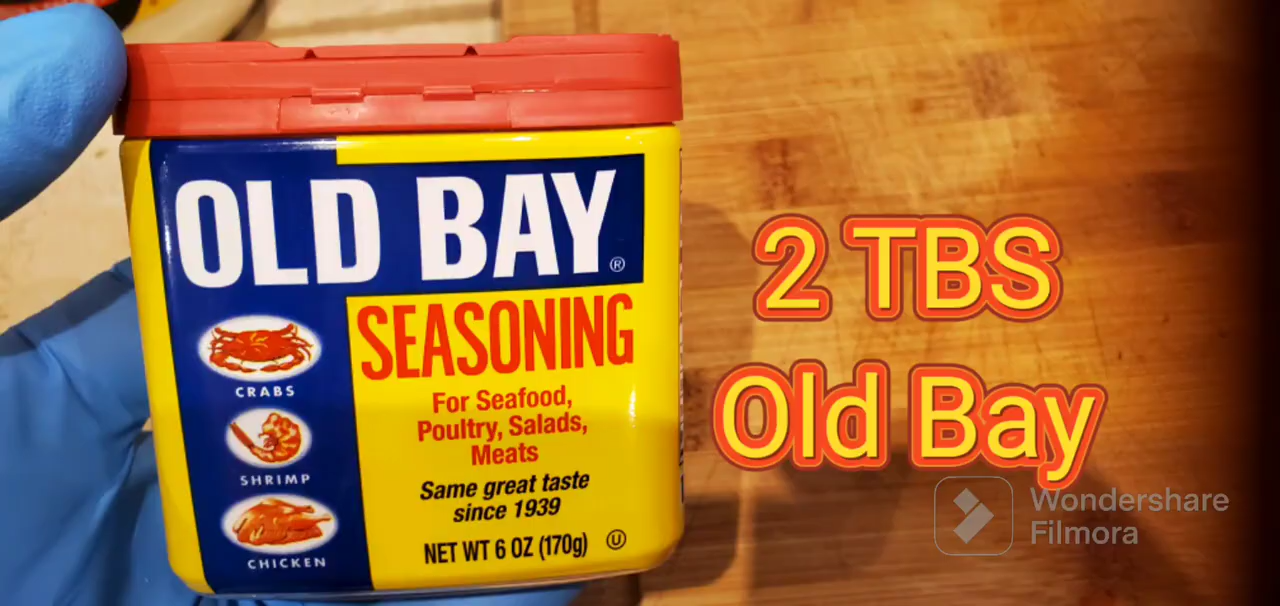 OLD BAY®
SEASONING
CRABS
SHRIMP
CHICKEN
For Seafood,
Poultry, Salads,
Meats
Same great taste
since 1939
NET WT 6 OZ (170g) U
2 TBS
Old Bay
Wondershare
Filmora